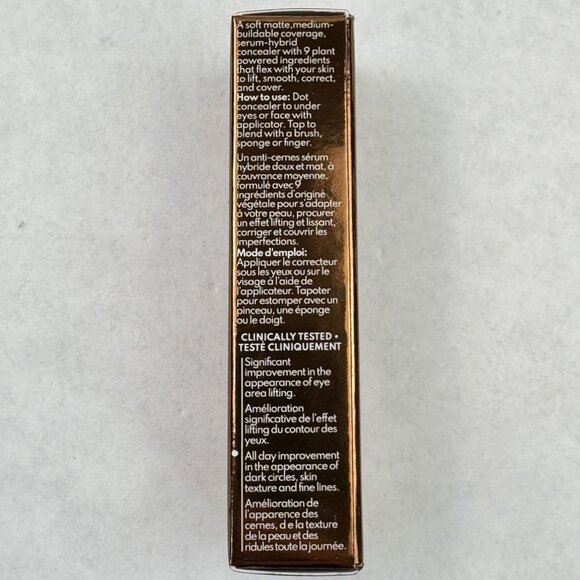 A soft matte,medium-
buildable coverage,
serum-hybrid
concealer with 9 plant
powered ingredients
that flex with your skin
to lift, smooth, correct,
and cover.
How to use: Dot
concealer to under
eyes or face with
applicator. Tap to
blend with a brush,
sponge or finger.
Un anti-cernes sérum
hybride doux et mat, à
couvrance moyenne,
formulé avec 9
ingrédients d'origine
végétale pour s'adapter
à votre peau, procurer
un effet lifting et lissant,
corriger et couvrir les
imperfections.
Mode d'emploi:
Appliquer le correcteur
sous les yeux ou sur le
visage à l'aide de
l'applicateur. Tapoter
pour estomper avec un
pinceau, une éponge
ou le doigt.
CLINICALLY TESTED •
TESTÉ CLINIQUEMENT
Significant
improvement in the
appearance of eye
area lifting.
Amélioration
significative de l'effet
lifting du contour des
yeux.
All day improvement
in the appearance of
dark circles, skin
texture and fine lines.
Amélioration de
l'apparence des
cernes, d e la texture
de la peau et des
ridules toute la journée.